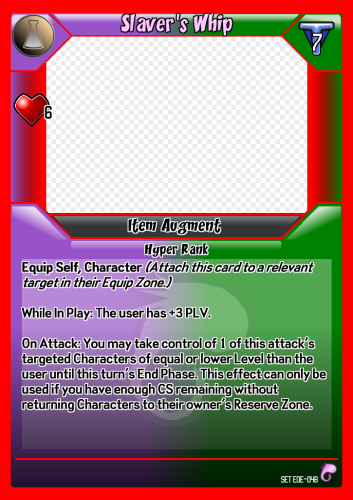 Slaver's Whip
7
6
Item Augment
Hyper Rank
Equip Self, Character (Attach this card to a relevant
target in their Equip Zone.)
While In Play: The user has +3 PLV.
On Attack: You may take control of 1 of this attack's
targeted Characters of equal or lower Level than the
user until this turn's End Phase. This effect can only be
used if you have enough CS remaining without
returning Characters to their owner's Reserve Zone.
SET EDE-048